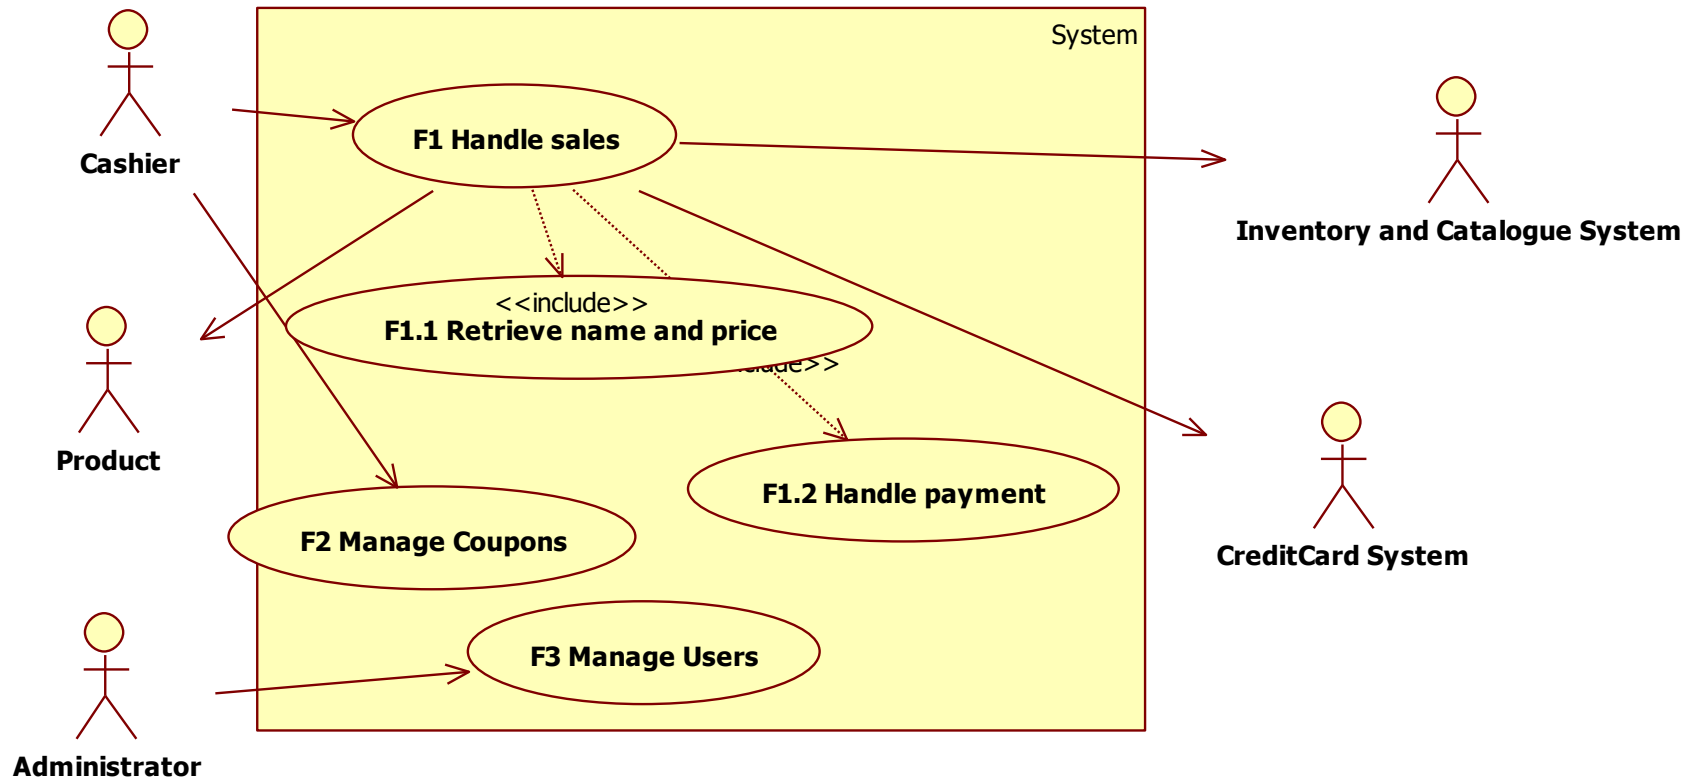 System
F1 Handle sales
Cashier
Inventory and Catalogue System
<<include>>
F1.1 Retrieve name and price
Product
F1.2 Handle payment
F2 Manage Coupons
CreditCard System
F3 Manage Users
Administrator